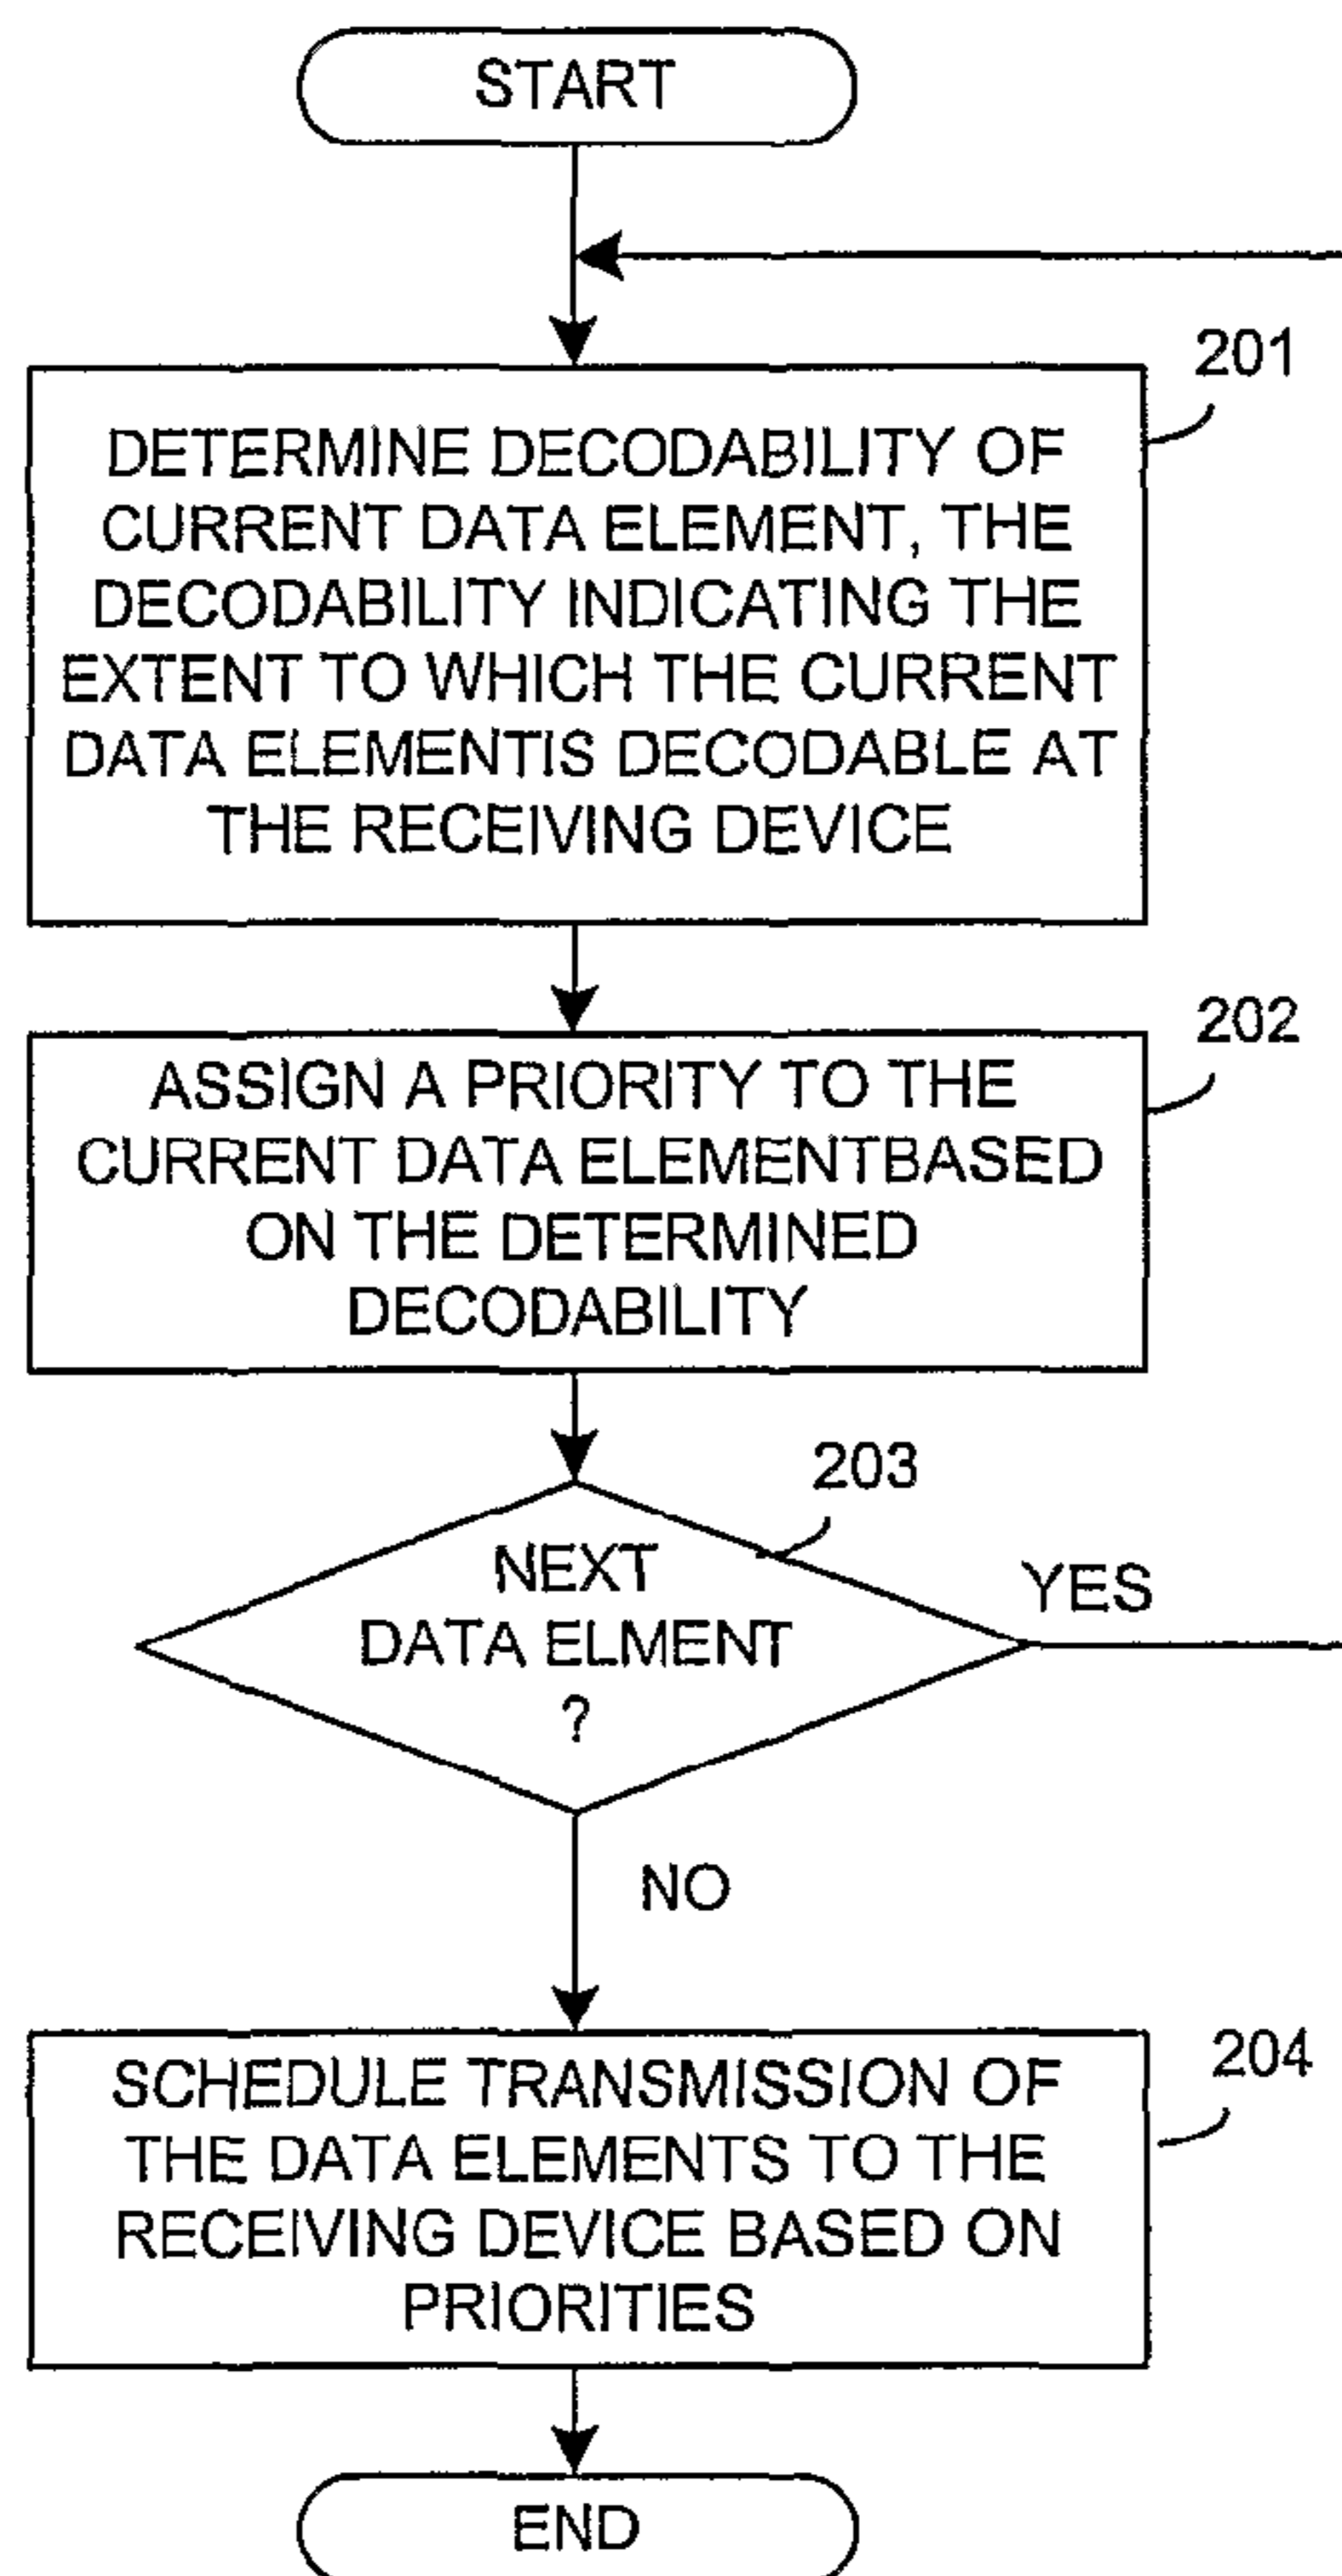 START
201
DETERMINE DECODABILITY OF
CURRENT DATA ELEMENT, THE
DECODABILITY INDICATING THE
EXTENT TO WHICH THE CURRENT
DATA ELEMENTIS DECODABLE AT
THE RECEIVING DEVICE
202
ASSIGN A PRIORITY TO THE
CURRENT DATA ELEMENTBASED
ON THE DETERMINED
DECODABILITY
203
NEXT
DATA ELMENT
?
YES
NO
204
SCHEDULE TRANSMISSION OF
THE DATA ELEMENTS TO THE
RECEIVING DEVICE BASED ON
PRIORITIES
END